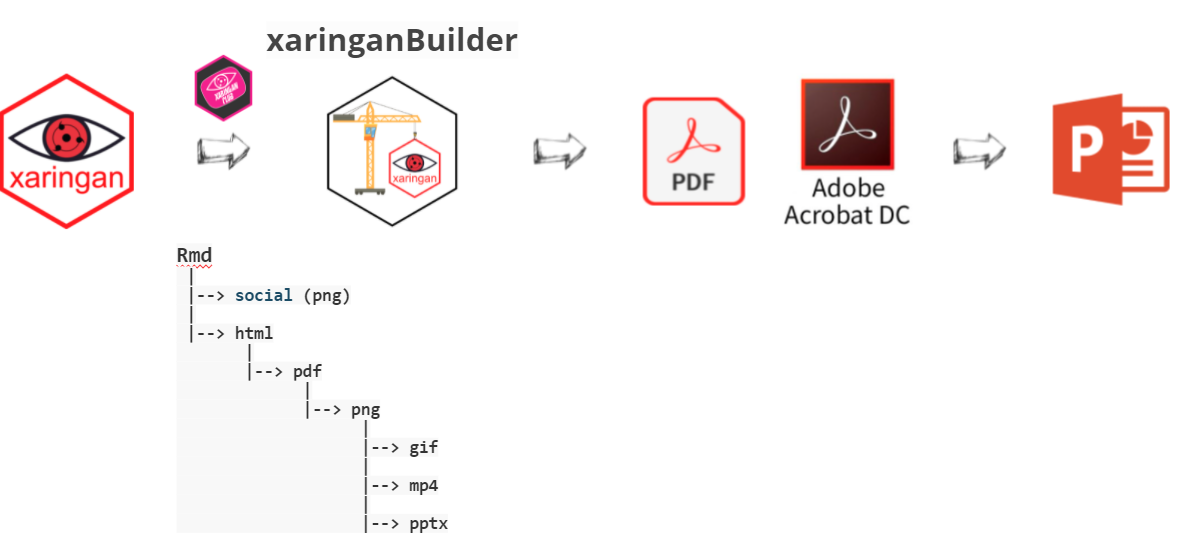 xaringanBuilder
xaringan
XARINGAN
xaringan
PDF
Adobe
Acrobat DC
P
Rmd
|
|--> social (png)
|
|--> html
|
|--> pdf
|
|--> png
|
|--> gif
|
|--> mp4
|
|--> pptx